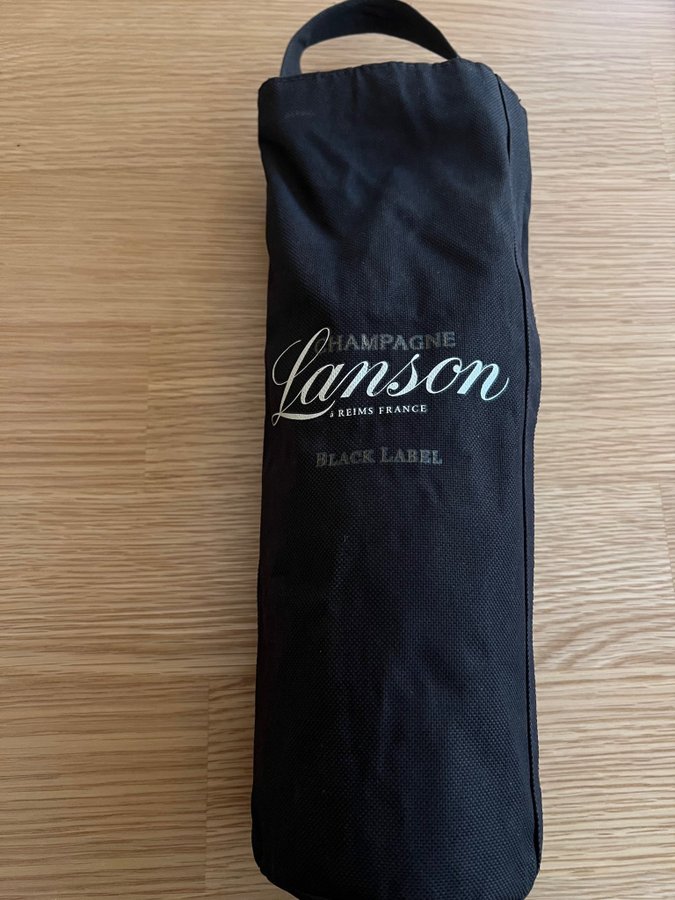 CHAMPAGNE
Lanson
à REIMS FRANCE
BLACK LABEL